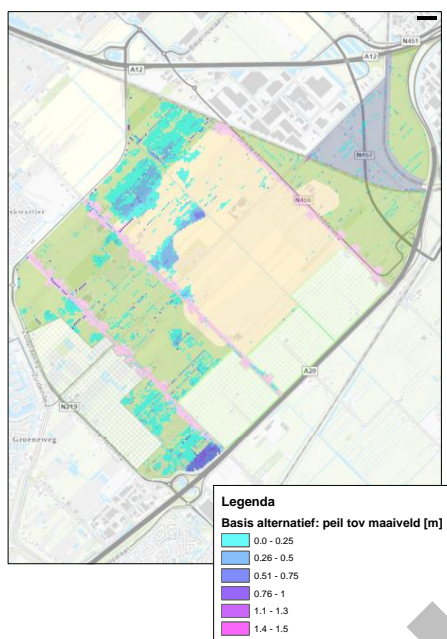 N451
A12
A12
N457
N456
A20
N219
Groeneweg
Legenda
Basis alternatief: peil tov maaiveld [m]
0.0 - 0.25
0.26 - 0.5
0.51 - 0.75
0.76 - 1
1.1 - 1.3
1.4 - 1.5